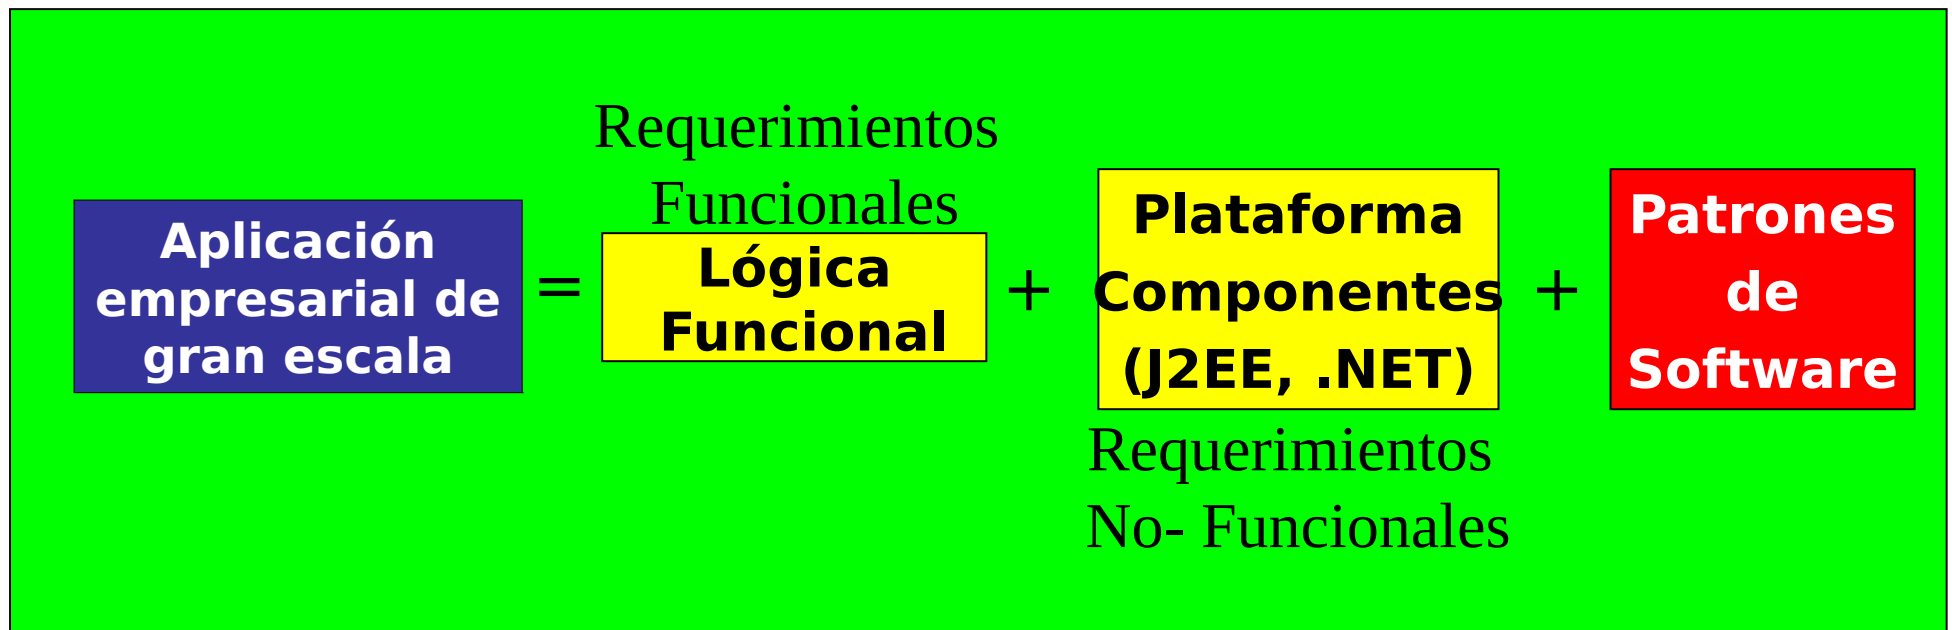 Requerimientos
Funcionales
Aplicación
empresarial de
gran escala
=
Lógica
Funcional
+
Plataforma
Componentes
(J2EE, .NET)
+
Patrones
de
Software
Requerimientos
No- Funcionales